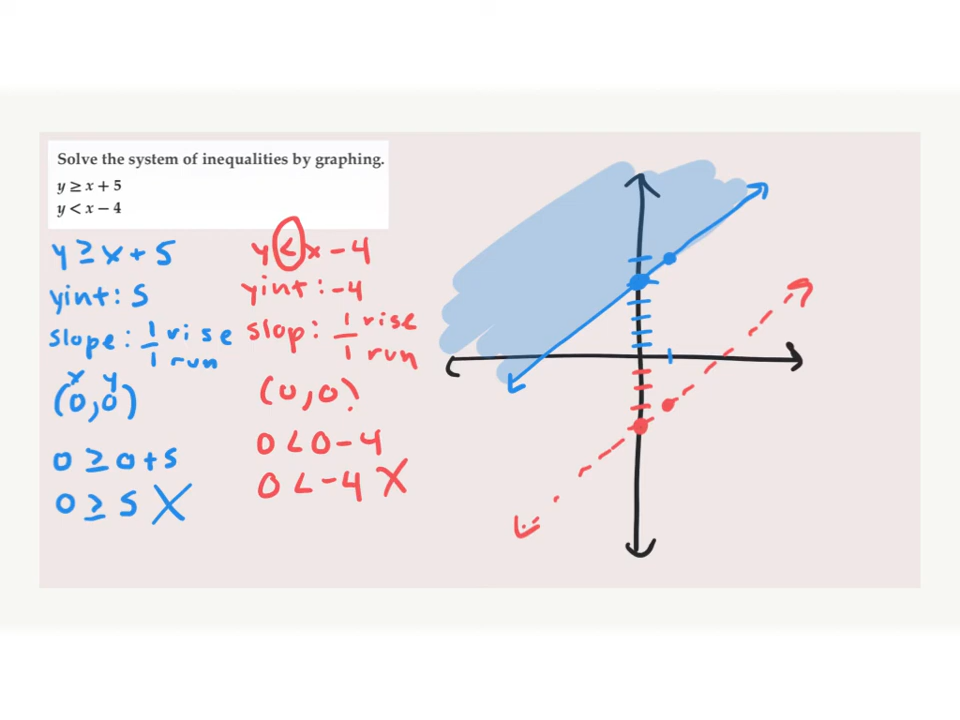 Solve the system of inequalities by graphing.
y ≥ x + 5
y < x − 4
y ≥ x + 5
yint: 5
slope: 1/1 rise run
x y
(0,0)
0 ≥ 0+5
0 ≥ 5 X
y < x − 4
yint: -4
slop: 1/1 rise run
(0,0)
0 < 0 - 4
0 < -4 X